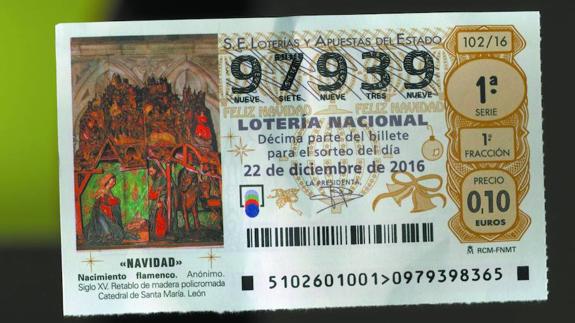 S.E. LOTERÍAS Y APUESTAS DEL ESTADO
102/16
97939
NUEVE SIETE NUEVE TRES NUEVE
FELIZ NAVIDAD FELIZ NAVIDAD
LOTERÍA NACIONAL
Décima parte del billete
para el sorteo del día
22 de diciembre de 2016
LA PRESIDENTA,
1ª
SERIE
1ª
FRACCIÓN
PRECIO
0,10
EUROS
RCM-FNMT
5102601001>0979398365
«NAVIDAD»
Nacimiento flamenco. Anónimo.
Siglo XV. Retablo de madera policromada
Catedral de Santa María. León